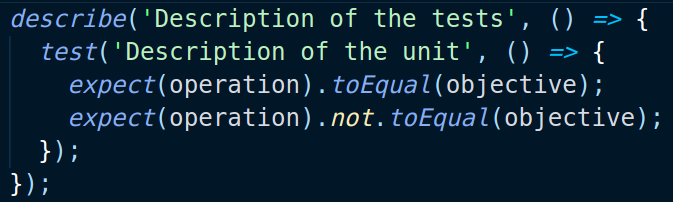 describe('Description of the tests', () => {
  test('Description of the unit', () => {
    expect(operation).toEqual(objective);
    expect(operation).not.toEqual(objective);
  });
});